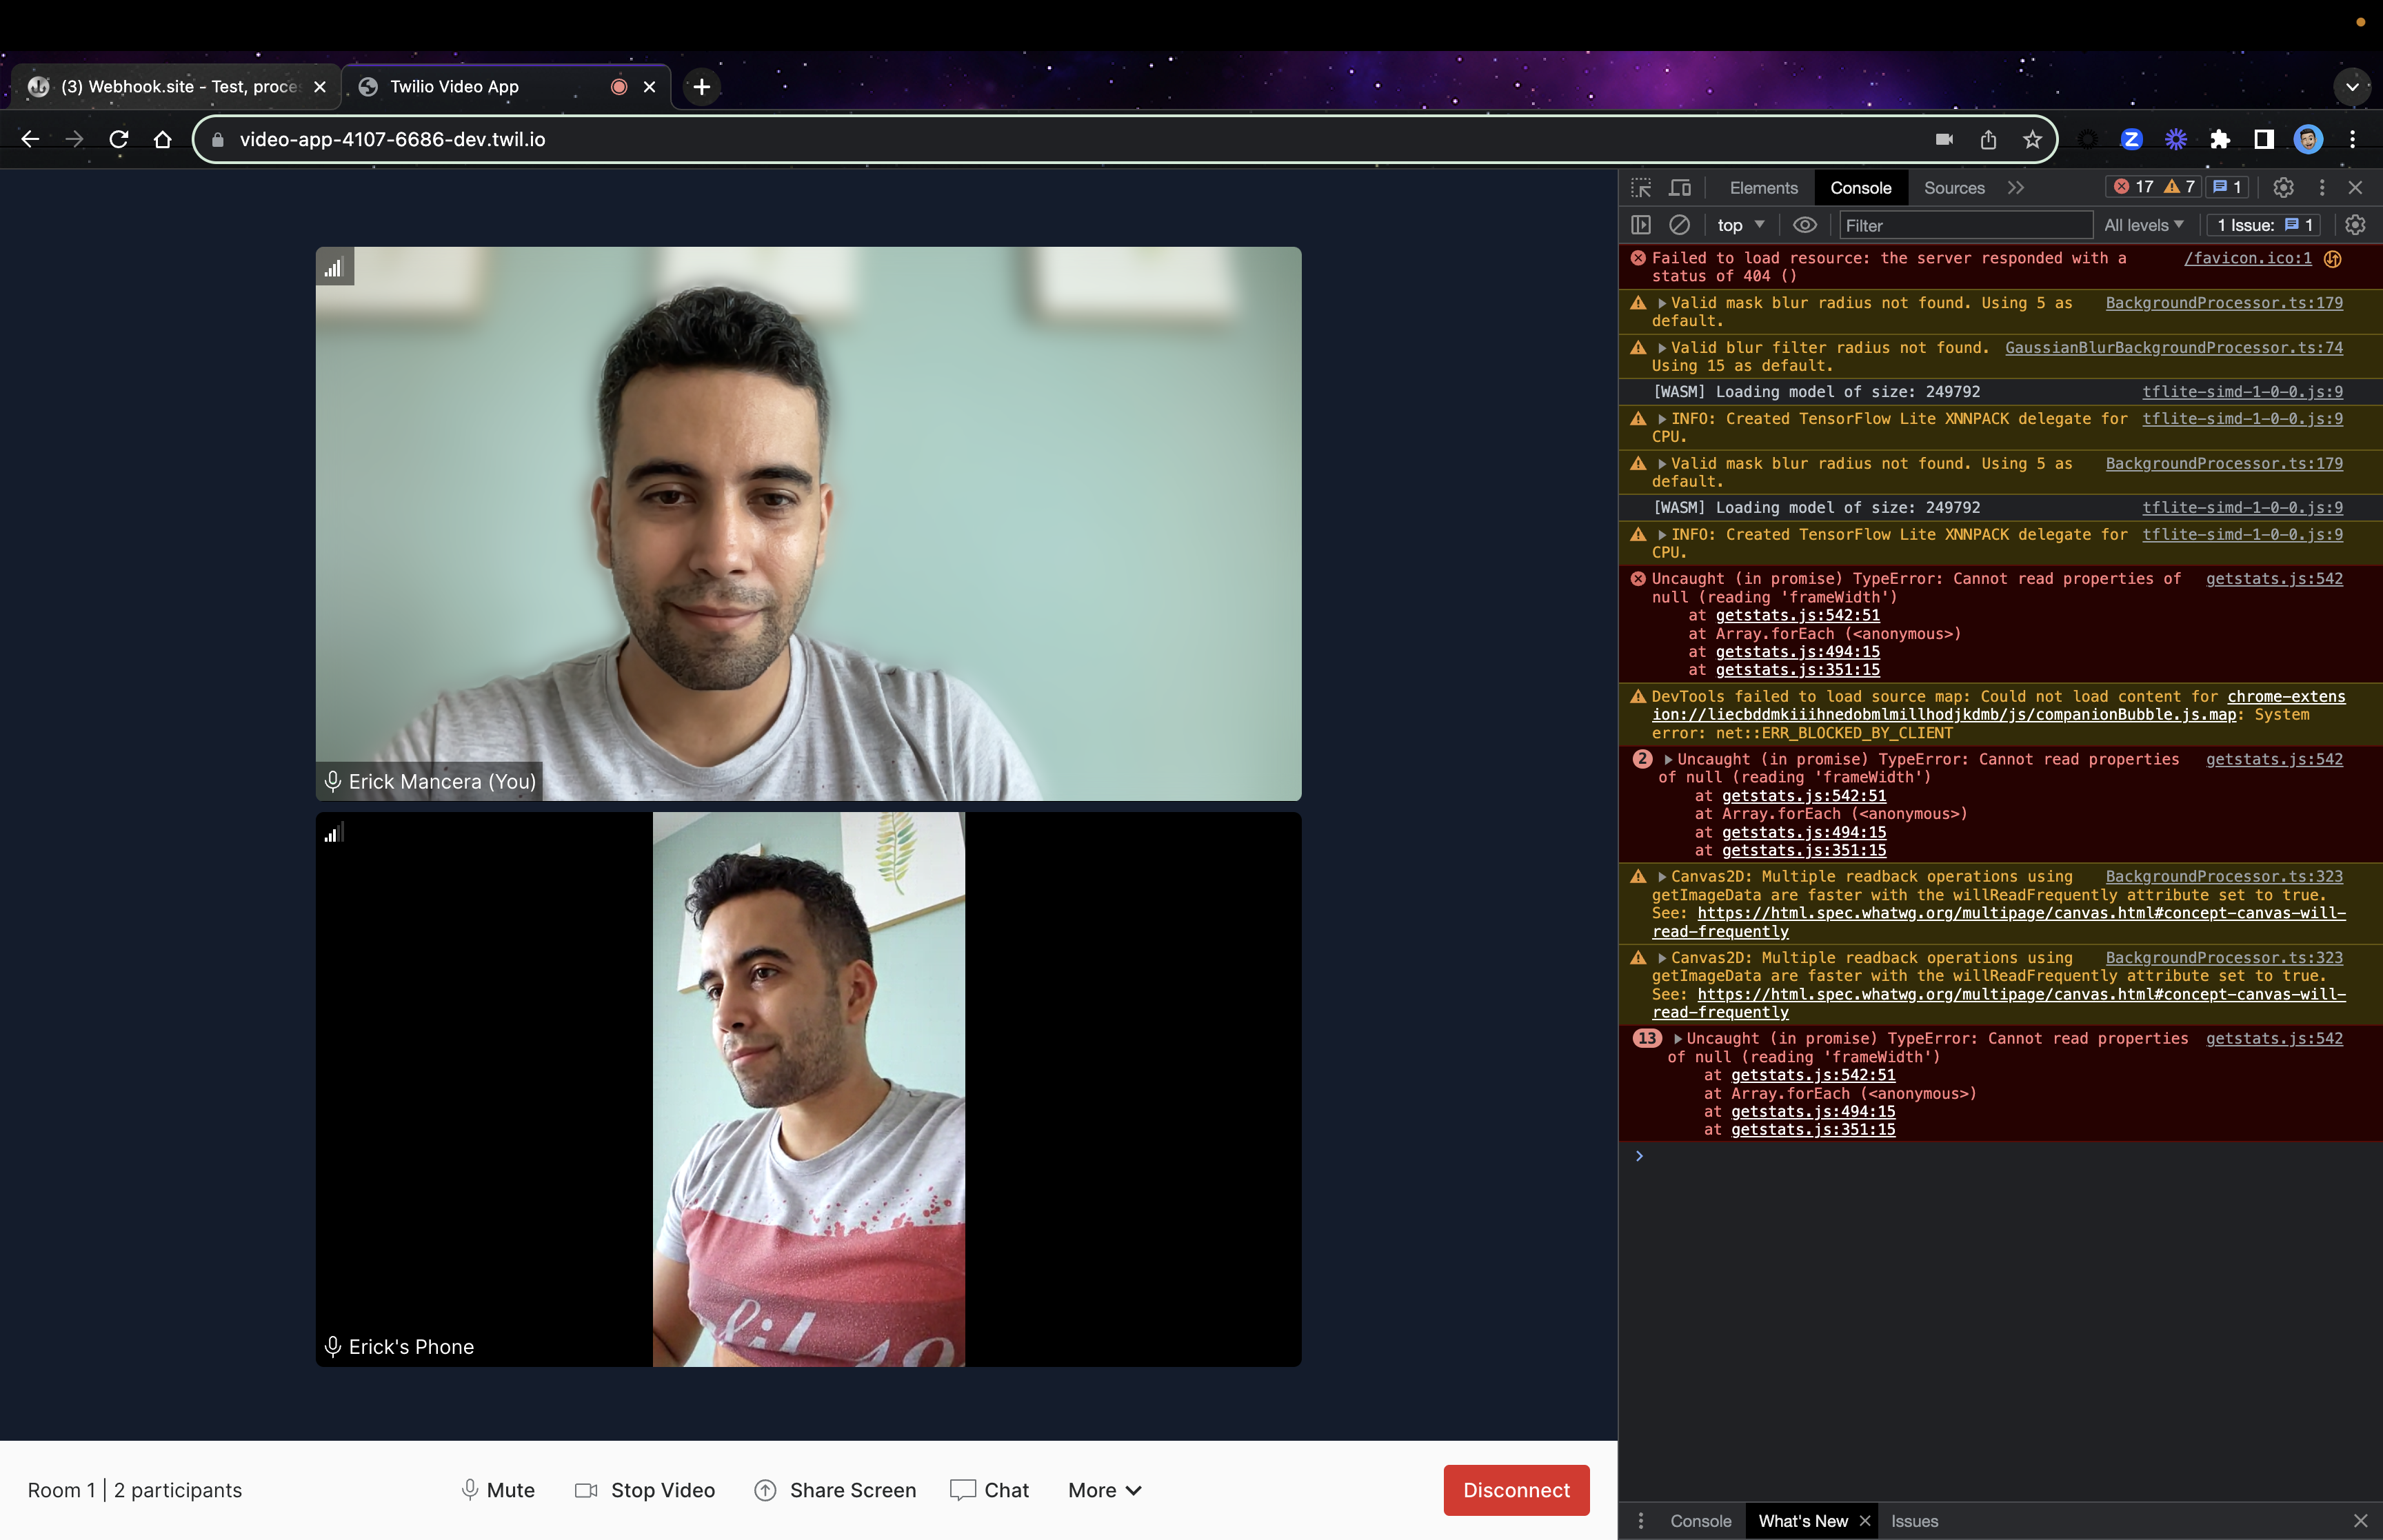 (3) Webhook.site - Test, proce
Twilio Video App
video-app-4107-6686-dev.twil.io
Elements
Console
Sources
17
7
1
top
Filter
All levels
1 Issue:
1
Failed to load resource: the server responded with a /favicon.ico:1
status of 404 ()
Valid mask blur radius not found. Using 5 as BackgroundProcessor.ts:179
default.
Valid blur filter radius not found. GaussianBlurBackgroundProcessor.ts:74
Using 15 as default.
[WASM] Loading model of size: 249792 tflite-simd-1-0-0.js:9
INFO: Created TensorFlow Lite XNNPACK delegate for tflite-simd-1-0-0.js:9
CPU.
Valid mask blur radius not found. Using 5 as BackgroundProcessor.ts:179
default.
[WASM] Loading model of size: 249792 tflite-simd-1-0-0.js:9
INFO: Created TensorFlow Lite XNNPACK delegate for tflite-simd-1-0-0.js:9
CPU.
Uncaught (in promise) TypeError: Cannot read properties of getstats.js:542
null (reading 'frameWidth')
at getstats.js:542:51
at Array.forEach (<anonymous>)
at getstats.js:494:15
at getstats.js:351:15
DevTools failed to load source map: Could not load content for chrome-extens
ion://liecbddmkiiihnedobmlmillhodjkdmb/js/companionBubble.js.map: System
error: net::ERR_BLOCKED_BY_CLIENT
2 Uncaught (in promise) TypeError: Cannot read properties getstats.js:542
of null (reading 'frameWidth')
at getstats.js:542:51
at Array.forEach (<anonymous>)
at getstats.js:494:15
at getstats.js:351:15
Canvas2D: Multiple readback operations using BackgroundProcessor.ts:323
getImageData are faster with the willReadFrequently attribute set to true.
See: https://html.spec.whatwg.org/multipage/canvas.html#concept-canvas-will-
read-frequently
Canvas2D: Multiple readback operations using BackgroundProcessor.ts:323
getImageData are faster with the willReadFrequently attribute set to true.
See: https://html.spec.whatwg.org/multipage/canvas.html#concept-canvas-will-
read-frequently
13 Uncaught (in promise) TypeError: Cannot read properties getstats.js:542
of null (reading 'frameWidth')
at getstats.js:542:51
at Array.forEach (<anonymous>)
at getstats.js:494:15
at getstats.js:351:15
Erick Mancera (You)
Erick's Phone
Room 1 | 2 participants
Mute
Stop Video
Share Screen
Chat
More
Disconnect
Console
What's New
Issues